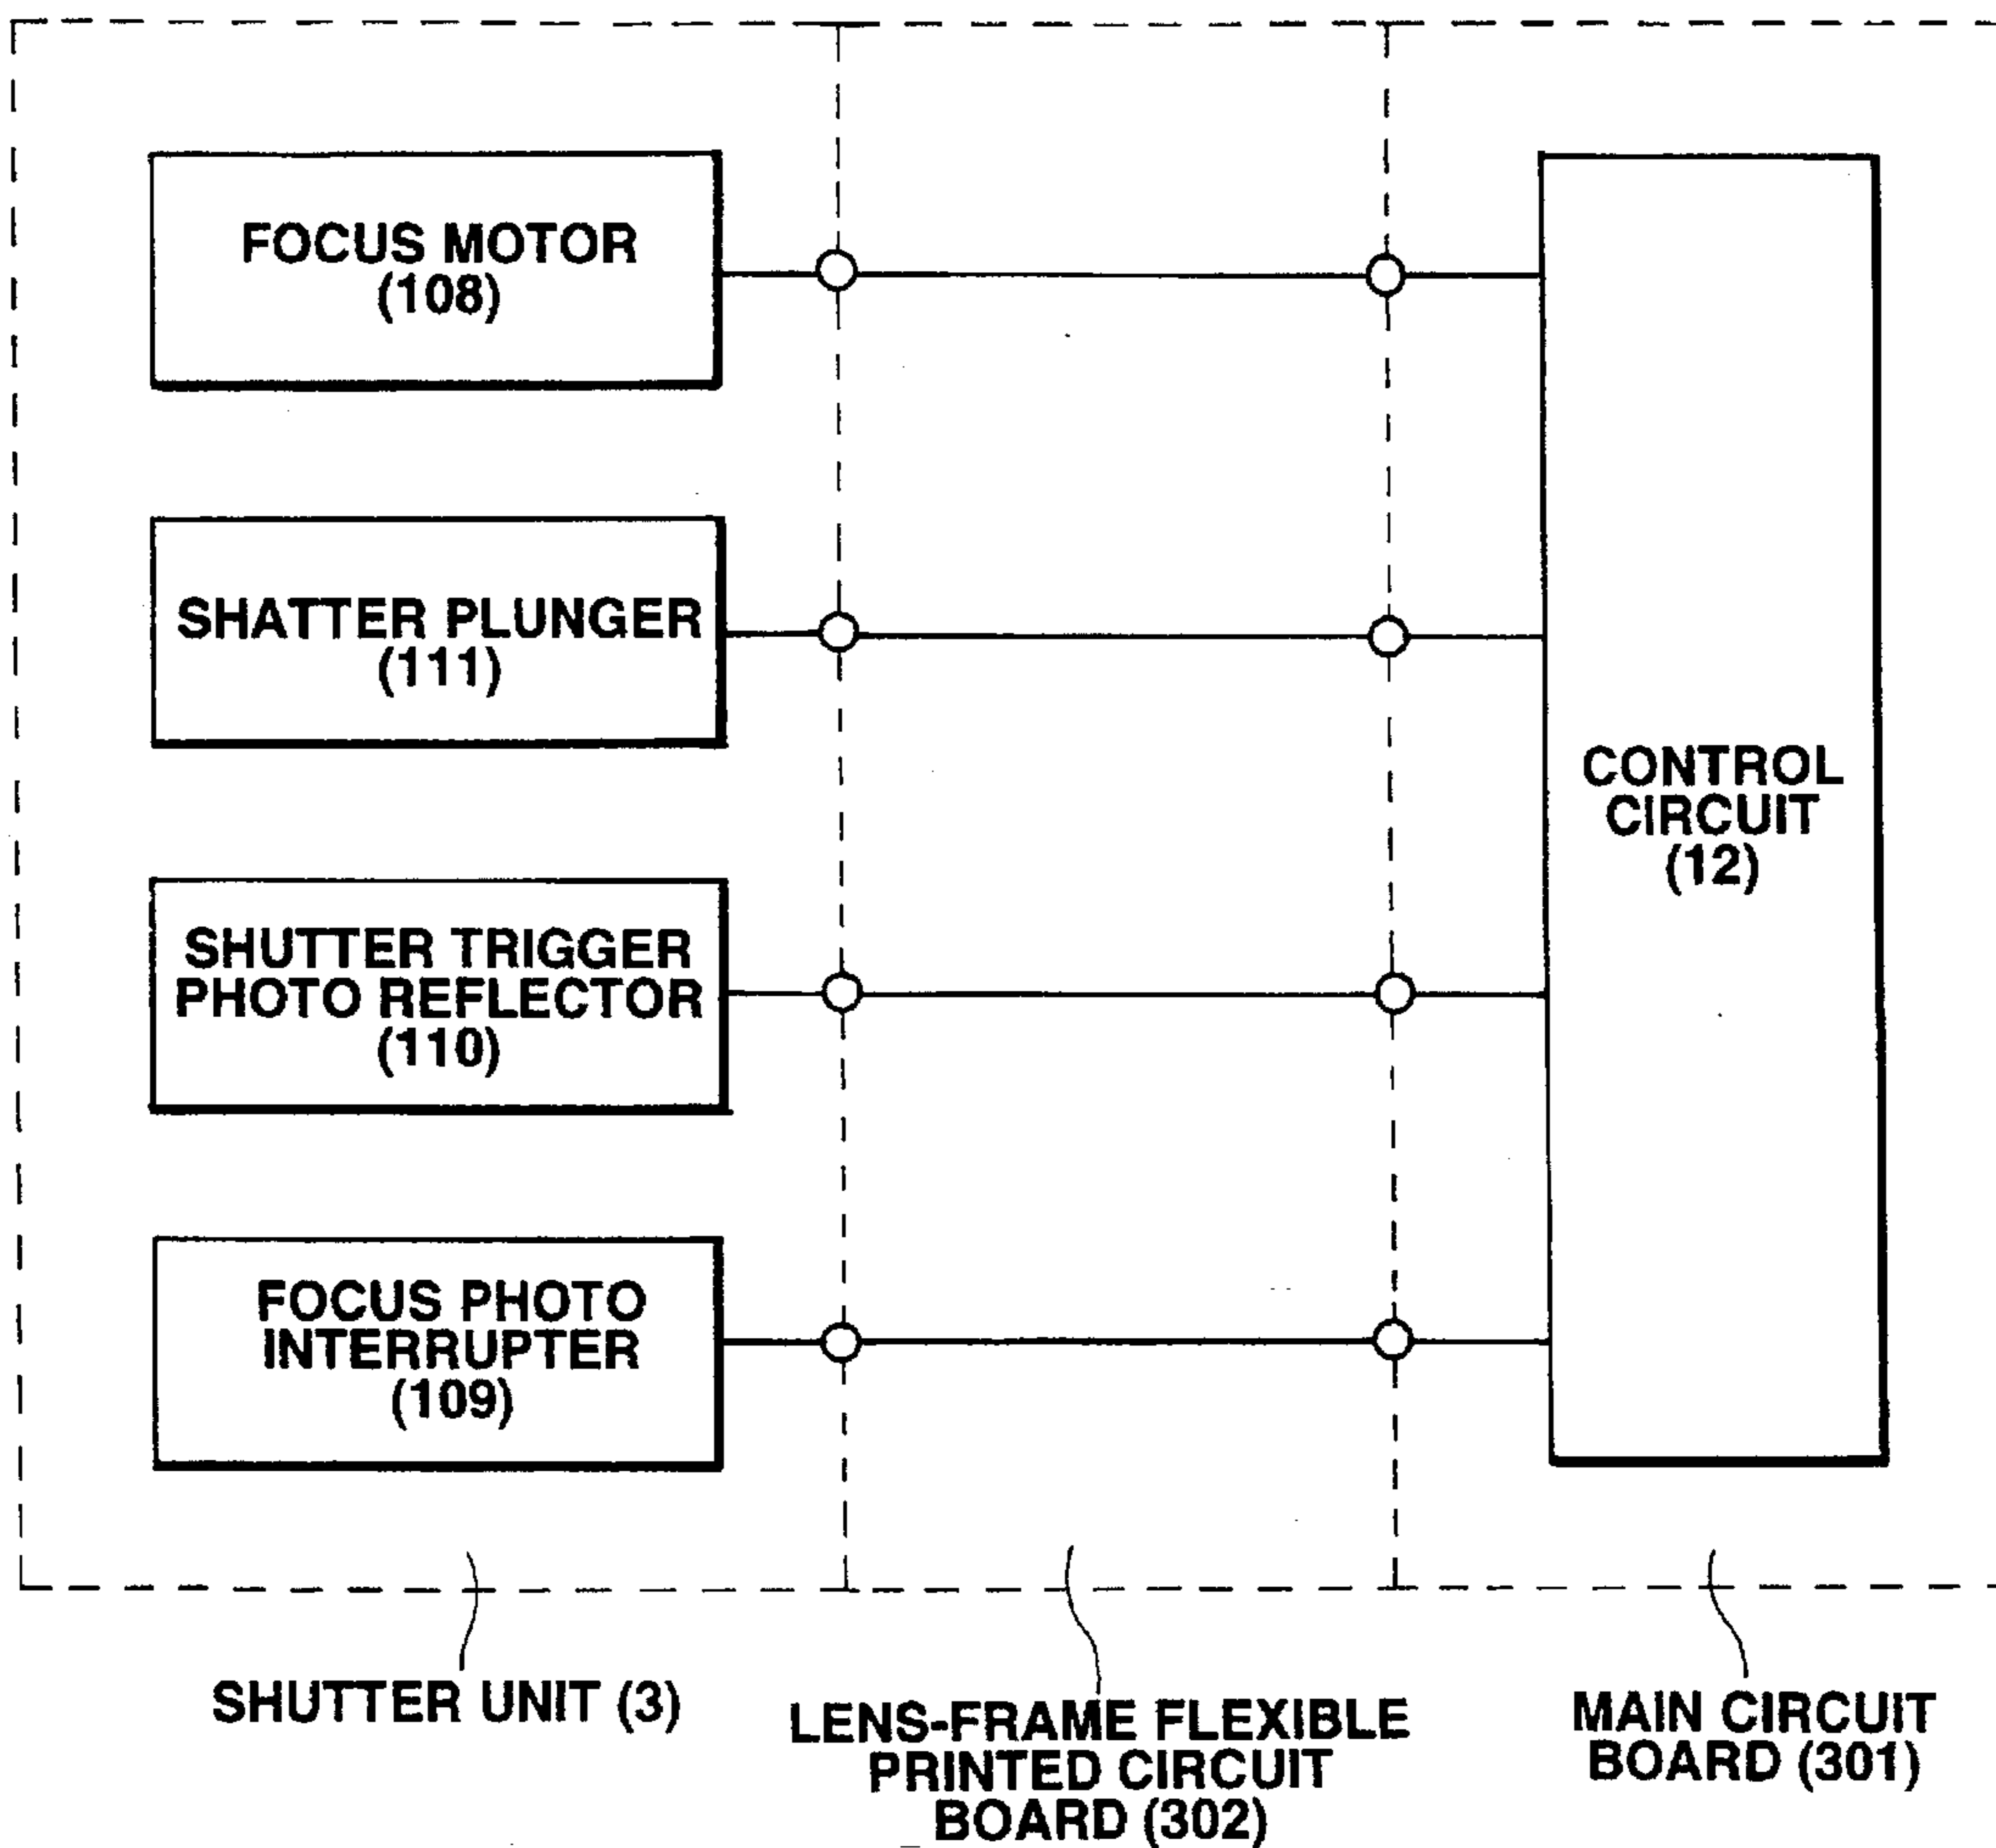 FOCUS MOTOR
(108)
SHATTER PLUNGER
(111)
SHUTTER TRIGGER
PHOTO REFLECTOR
(110)
FOCUS PHOTO
INTERRUPTER
(109)
CONTROL
CIRCUIT
(12)
SHUTTER UNIT (3)
LENS-FRAME FLEXIBLE
PRINTED CIRCUIT
BOARD (302)
MAIN CIRCUIT
BOARD (301)